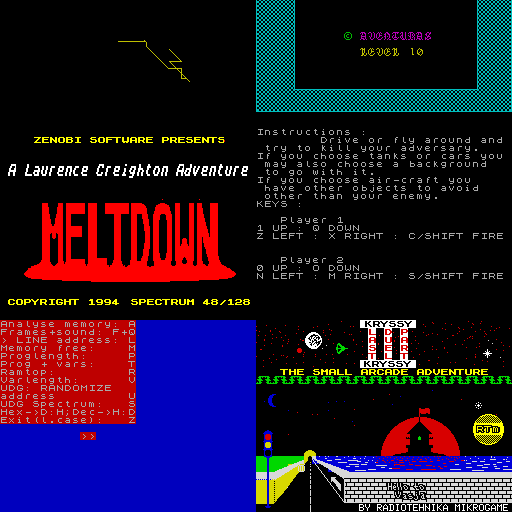 © AVENTURAS
LEVEL 10
ZENOBI SOFTWARE PRESENTS
A Laurence Creighton Adventure
MELTDOWN
COPYRIGHT 1994 SPECTRUM 48/128
Instructions :
Drive or fly around and
try to kill your adversary.
If you choose tanks or cars you
may also choose a background
to go with it.
If you choose air-craft you
have other objects to avoid
other than your enemy.
KEYS :
Player 1
1 UP : Q DOWN
Z LEFT : X RIGHT : C/SHIFT FIRE
Player 2
0 UP : O DOWN
N LEFT : M RIGHT : S/SHIFT FIRE
Analyse memory: A
Frames+sound: F+Q
> LINE address: L
Memory free: M
Proglength: P
Prog + vars: T
Ramtop: R
Varlength: V
UDG: RANDOMIZE
address U
UDG Spectrum: S
Hex->D:H;Dec->H:D
Exit(l.case): Z
>>
KRYSSY
LAST DUEL PART
II
KRYSSY
THE SMALL ARCADE ADVENTURE
RTM
Hello to
BY RADIOTEHNIKA MIKROGAME